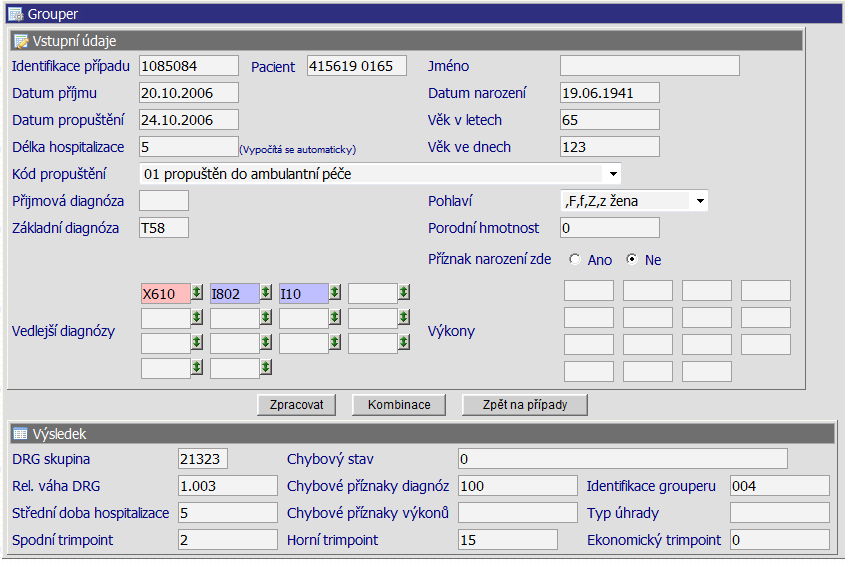 Grouper
Vstupní údaje
Identifikace případu 1085084 Pacient 415619 0165 Jméno
Datum příjmu 20.10.2006 Datum narození 19.06.1941
Datum propuštění 24.10.2006 Věk v letech 65
Délka hospitalizace 5 (Vypočítá se automaticky) Věk ve dnech 123
Kód propuštění 01 propuštěn do ambulantní péče
Přijmová diagnóza Pohlaví ,F,f,Z,z žena
Základní diagnóza T58 Porodní hmotnost 0
Příznak narození zde Ano Ne
X610 I802 I10
Vedlejší diagnózy Výkony
Zpracovat Kombinace Zpět na případy
Výsledek
DRG skupina 21323 Chybový stav 0
Rel. váha DRG 1.003 Chybové příznaky diagnóz 100 Identifikace grouperu 004
Střední doba hospitalizace 5 Chybové příznaky výkonů Typ úhrady
Spodní trimpoint 2 Horní trimpoint 15 Ekonomický trimpoint 0